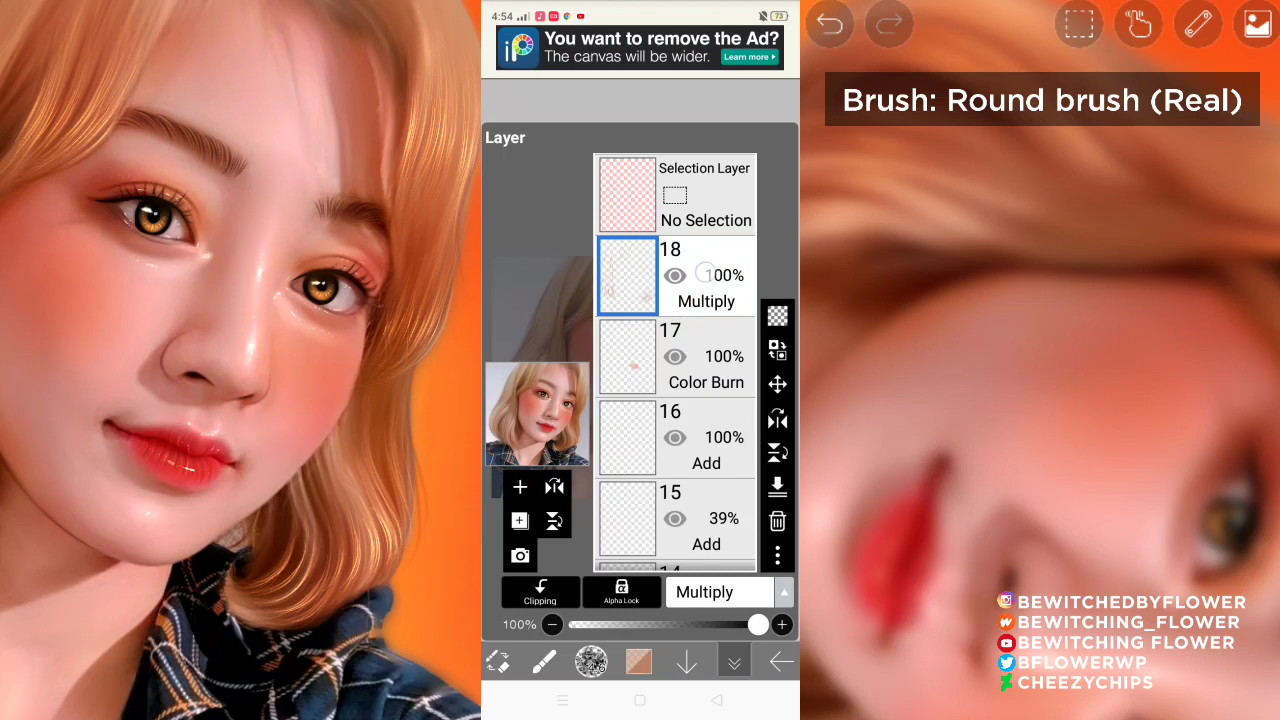 4:54
73
You want to remove the Ad?
The canvas will be wider.
Learn more
Brush: Round brush (Real)
Layer
Selection Layer
No Selection
18
100%
Multiply
17
100%
Color Burn
16
100%
Add
15
39%
Add
14
Clipping
α
Alpha Lock
Multiply
100%
BEWITCHEDBYFLOWER
BEWITCHING_FLOWER
BEWITCHING FLOWER
BFLOWERWP
CHEEZYCHIPS